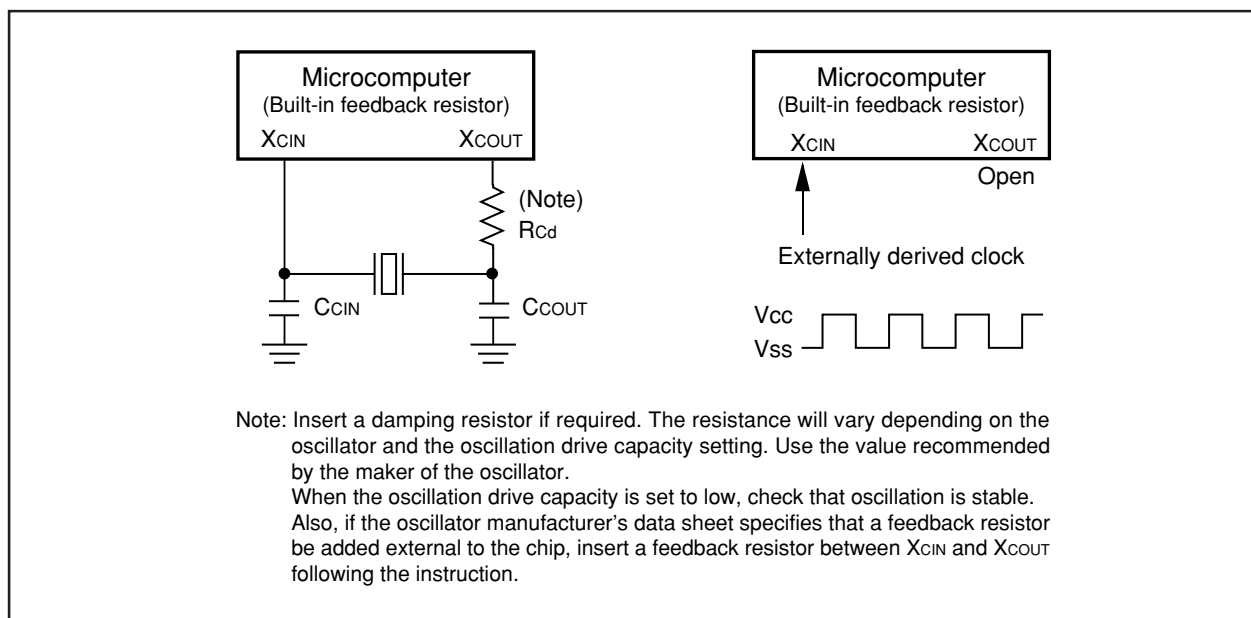 Microcomputer
(Built-in feedback resistor)
XCIN XCOUT
(Note)
RCd
CCIN CCOUT
Microcomputer
(Built-in feedback resistor)
XCIN XCOUT
Open
Externally derived clock
Vcc
Vss
Note: Insert a damping resistor if required. The resistance will vary depending on the
oscillator and the oscillation drive capacity setting. Use the value recommended
by the maker of the oscillator.
When the oscillation drive capacity is set to low, check that oscillation is stable.
Also, if the oscillator manufacturer's data sheet specifies that a feedback resistor
be added external to the chip, insert a feedback resistor between XCIN and XCOUT
following the instruction.